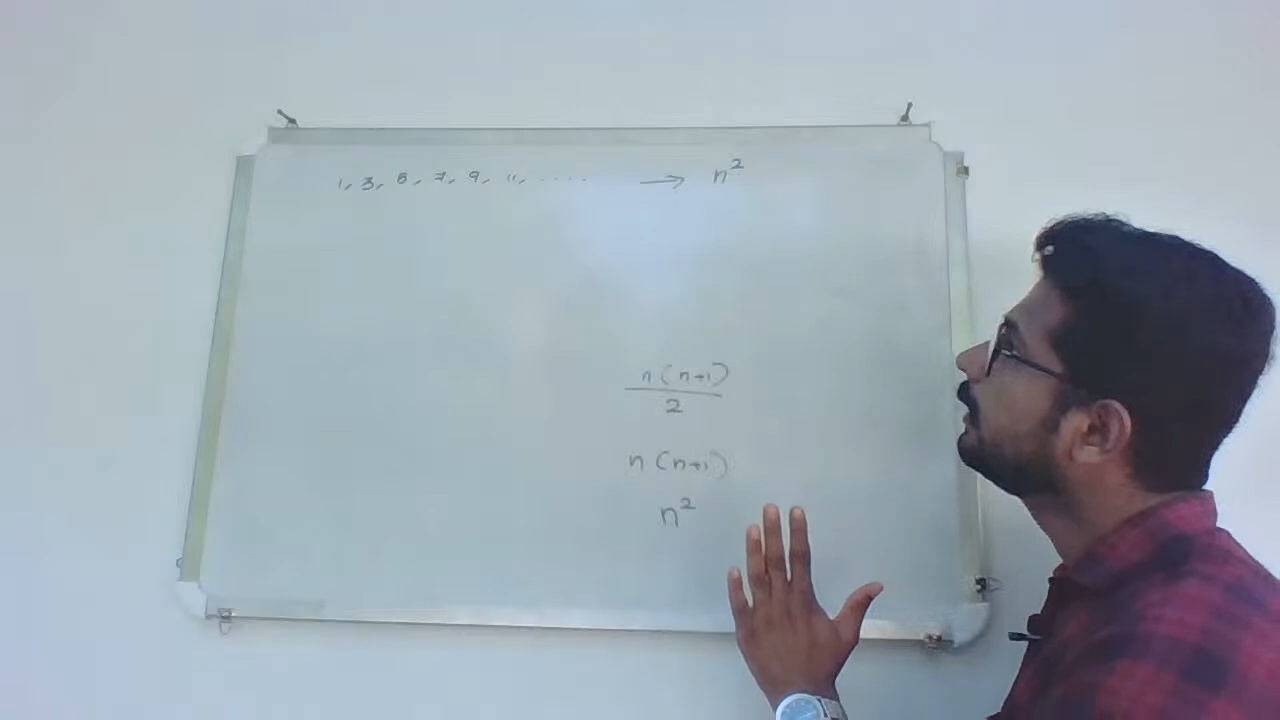 1, 3, 5, 7, 9, 11, ..... → n²
n(n+1)
2
n(n+1)
n²